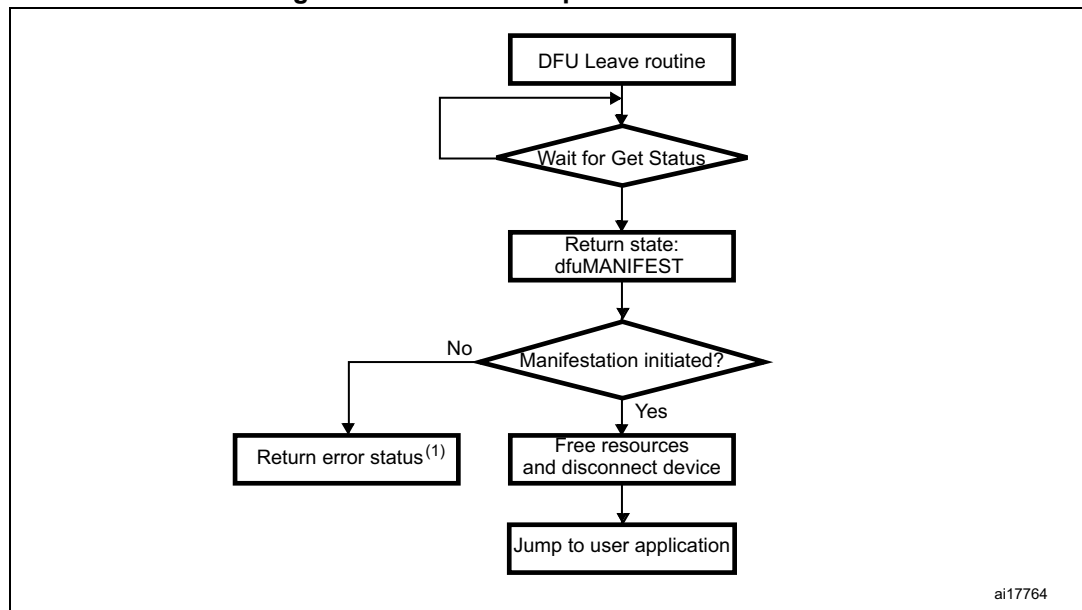 DFU Leave routine
Wait for Get Status
Return state:
dfuMANIFEST
No
Manifestation initiated?
Yes
Return error status(1)
Free resources
and disconnect device
Jump to user application
ai17764